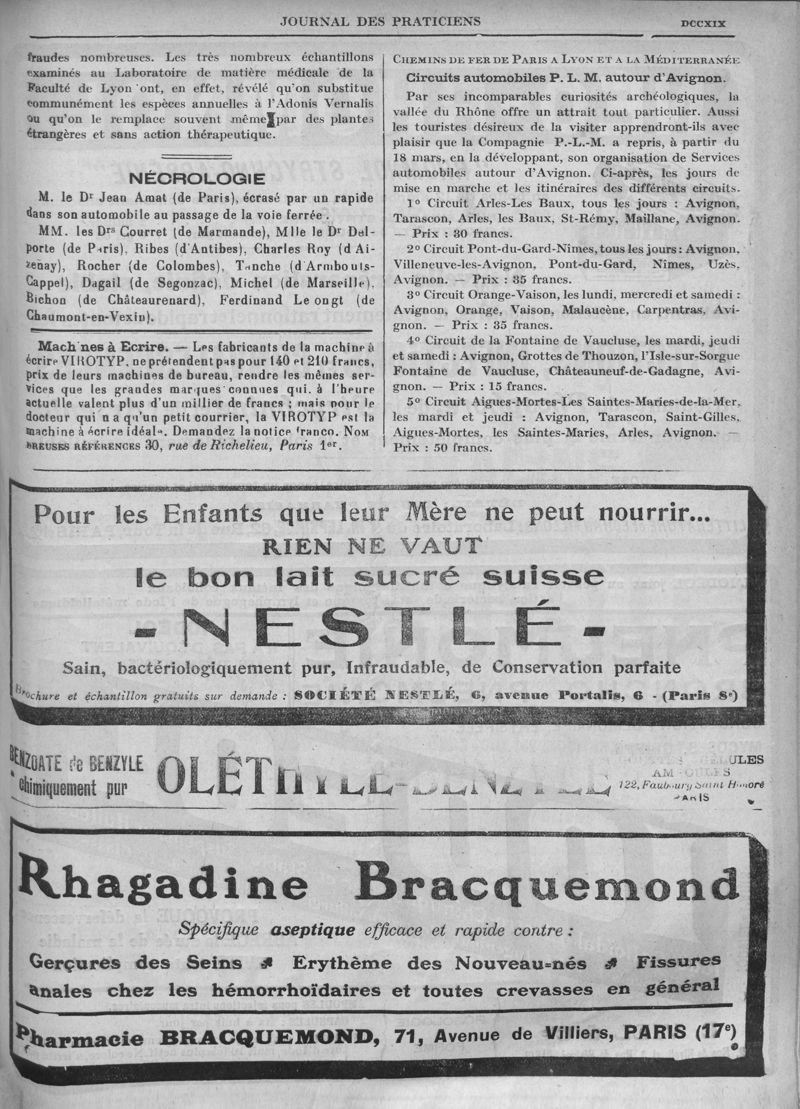 JOURNAL DES PRATICIENS
DCCXIX
fraudes nombreuses. Les très nombreux échantillons
examinés au Laboratoire de matière médicale de la
Faculté de Lyon ont, en effet, révélé qu'on substitue
communément les espèces annuelles à l'Adonis Vernalis
ou qu'on le remplace souvent même par des plantes
étrangères et sans action thérapeutique.
NÉCROLOGIE
M. le Dr Jean Amat (de Paris), écrasé par un rapide
dans son automobile au passage de la voie ferrée.
MM. les Drs Courret (de Marmande), Mlle le Dr Del-
porte (de Paris), Ribes (d'Antibes), Charles Roy (d Ai-
zenay), Rocher (de Colombes), Tanche (d'Armbouts-
Cappel), Dagail (de Segonzac), Michel (de Marseille),
Bichon (de Châteaurenard), Ferdinand Le ongt (de
Chaumont-en-Vexin).
Mach'nes à Ecrire. — Les fabricants de la machine à
écrire VIROTYP, ne prétendent pas pour 140 et 210 francs,
prix de leurs machines de bureau, rendre les mêmes ser-
vices que les grandes marques connues qui, à l'heure
actuelle valent plus d'un millier de francs ; mais pour le
docteur qui n a qu'un petit courrier, la VIROTYP est la
machine à écrire idéale. Demandez la notice franco. NOM
BREUSES RÉFÉRENCES 30, rue de Richelieu, Paris 1er.
CHEMINS DE FER DE PARIS A LYON ET A LA MÉDITERRANÉE
Circuits automobiles P. L. M. autour d'Avignon.
Par ses incomparables curiosités archéologiques, la
vallée du Rhône offre un attrait tout particulier. Aussi
les touristes désireux de la visiter apprendront-ils avec
plaisir que la Compagnie P.-L.-M. a repris, à partir du
18 mars, en la développant, son organisation de Services
automobiles autour d'Avignon. Ci-après, les jours de
mise en marche et les itinéraires des différents circuits.
1o Circuit Arles-Les Baux, tous les jours : Avignon,
Tarascon, Arles, les Baux, St-Rémy, Maillane, Avignon.
— Prix : 30 francs.
2o Circuit Pont-du-Gard-Nîmes, tous les jours : Avignon,
Villeneuve-les-Avignon, Pont-du-Gard, Nîmes, Uzès,
Avignon. — Prix : 35 francs.
3o Circuit Orange-Vaison, les lundi, mercredi et samedi :
Avignon, Orange, Vaison, Malaucène, Carpentras, Avi-
gnon. — Prix : 35 francs.
4o Circuit de la Fontaine de Vaucluse, les mardi, jeudi
et samedi : Avignon, Grottes de Thouzon, l'Isle-sur-Sorgue
Fontaine de Vaucluse, Châteauneuf-de-Gadagne, Avi-
gnon. — Prix : 15 francs.
5o Circuit Aigues-Mortes-Les Saintes-Maries-de-la-Mer,
les mardi et jeudi : Avignon, Tarascon, Saint-Gilles,
Aigues-Mortes, les Saintes-Maries, Arles, Avignon. —
Prix : 50 francs.
Pour les Enfants que leur Mère ne peut nourrir...
RIEN NE VAUT
le bon lait sucré suisse
- NESTLÉ -
Sain, bactériologiquement pur, Infraudable, de Conservation parfaite
Brochure et échantillon gratuits sur demande : SOCIÉTÉ NESTLÉ, 6, avenue Portalis, 6 - (Paris 8e)
BENZOATE de BENZYLE
chimiquement pur
OLÉTHYLE-BENZYLE
ULES
AM OULES
122, Faubourg Saint Honoré
PARIS
Rhagadine Bracquemond
Spécifique aseptique efficace et rapide contre :
Gerçures des Seins Erythème des Nouveau=nés Fissures
anales chez les hémorrhoïdaires et toutes crevasses en général
Pharmacie BRACQUEMOND, 71, Avenue de Villiers, PARIS (17e)